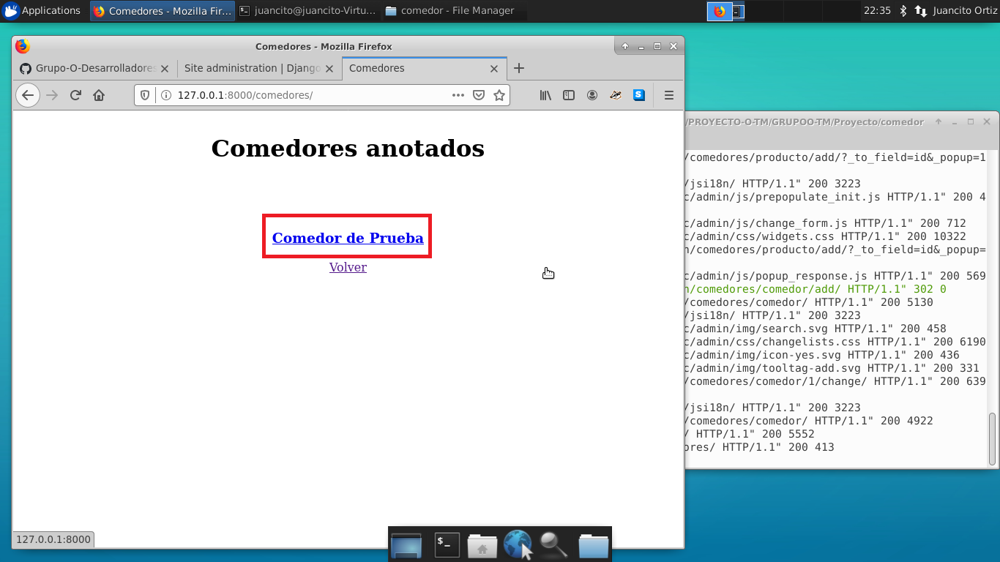 Applications
Comedores - Mozilla Fir...
juancito@juancito-Virtu...
comedor - File Manager
22:35
Juancito Ortiz
Comedores - Mozilla Firefox
Grupo-O-Desarrolladores
Site administration | Django
Comedores
127.0.0.1:8000/comedores/
S
Comedores anotados
Comedor de Prueba
Volver
127.0.0.1:8000
/PROYECTO-O-TM/GRUPOO-TM/Proyecto/comedor
/comedores/producto/add/?_to_field=id&_popup=1
/jsi18n/ HTTP/1.1" 200 3223
c/admin/js/prepopulate_init.js HTTP/1.1" 200 4
c/admin/js/change_form.js HTTP/1.1" 200 712
c/admin/css/widgets.css HTTP/1.1" 200 10322
n/comedores/producto/add/?_to_field=id&_popup=
c/admin/js/popup_response.js HTTP/1.1" 200 569
n/comedores/comedor/add/ HTTP/1.1" 302 0
/comedores/comedor/ HTTP/1.1" 200 5130
/jsi18n/ HTTP/1.1" 200 3223
c/admin/img/search.svg HTTP/1.1" 200 458
c/admin/css/changelists.css HTTP/1.1" 200 6190
c/admin/img/icon-yes.svg HTTP/1.1" 200 436
c/admin/img/tooltag-add.svg HTTP/1.1" 200 331
/comedores/comedor/1/change/ HTTP/1.1" 200 639
/jsi18n/ HTTP/1.1" 200 3223
/comedores/comedor/ HTTP/1.1" 200 4922
/ HTTP/1.1" 200 5552
ores/ HTTP/1.1" 200 413
$_